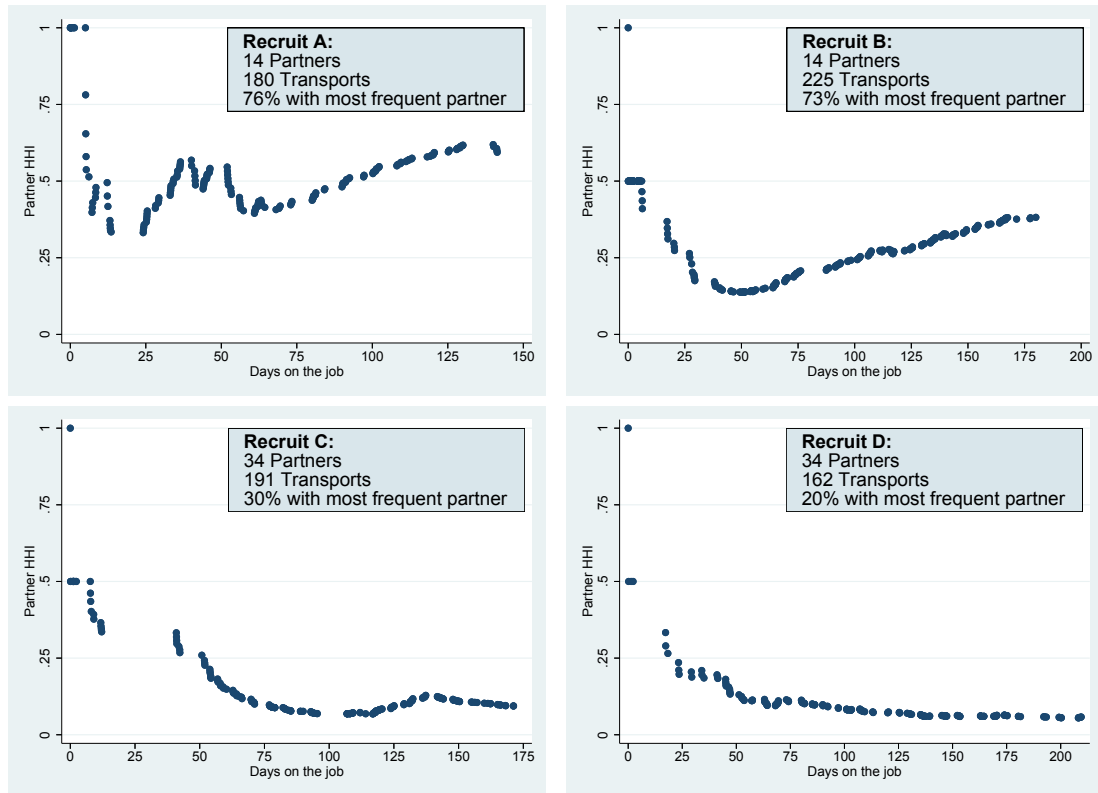 Recruit A:
14 Partners
180 Transports
76% with most frequent partner
Partner HHI
1
.75
.5
.25
0
0 25 50 75 100 125 150
Days on the job
Recruit B:
14 Partners
225 Transports
73% with most frequent partner
Partner HHI
1
.75
.5
.25
0
0 25 50 75 100 125 150 175 200
Days on the job
Recruit C:
34 Partners
191 Transports
30% with most frequent partner
Partner HHI
1
.75
.5
.25
0
0 25 50 75 100 125 150 175
Days on the job
Recruit D:
34 Partners
162 Transports
20% with most frequent partner
Partner HHI
1
.75
.5
.25
0
0 25 50 75 100 125 150 175 200
Days on the job